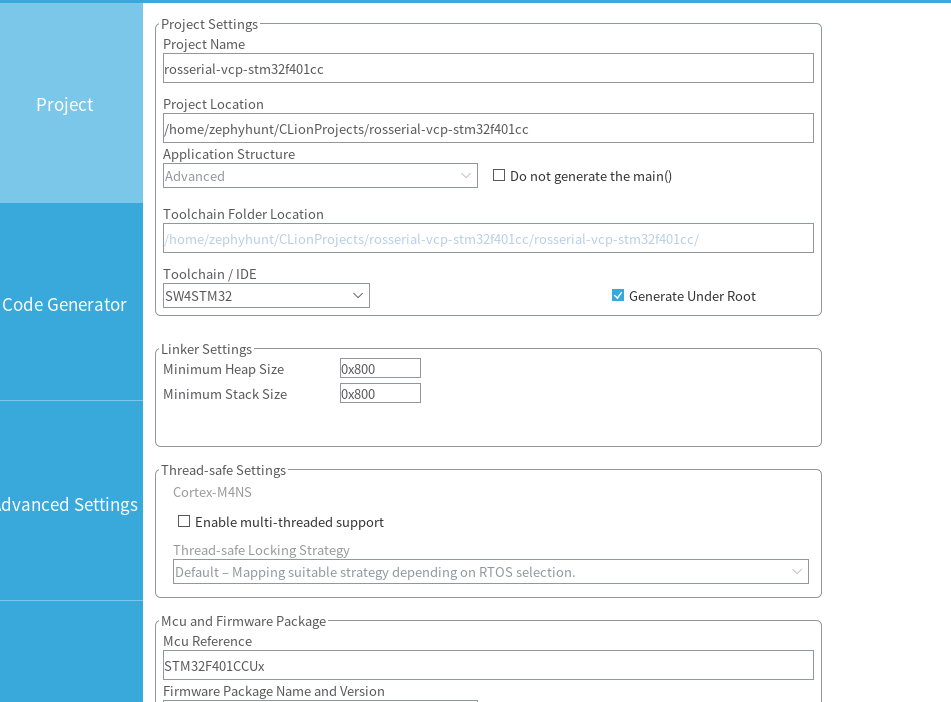 Project
Code Generator
Advanced Settings
Project Settings
Project Name
rosserial-vcp-stm32f401cc
Project Location
/home/zephyhunt/CLionProjects/rosserial-vcp-stm32f401cc
Application Structure
Advanced
Do not generate the main()
Toolchain Folder Location
/home/zephyhunt/CLionProjects/rosserial-vcp-stm32f401cc/rosserial-vcp-stm32f401cc/
Toolchain / IDE
SW4STM32
Generate Under Root
Linker Settings
Minimum Heap Size
0x800
Minimum Stack Size
0x800
Thread-safe Settings
Cortex-M4NS
Enable multi-threaded support
Thread-safe Locking Strategy
Default – Mapping suitable strategy depending on RTOS selection.
Mcu and Firmware Package
Mcu Reference
STM32F401CCUx
Firmware Package Name and Version